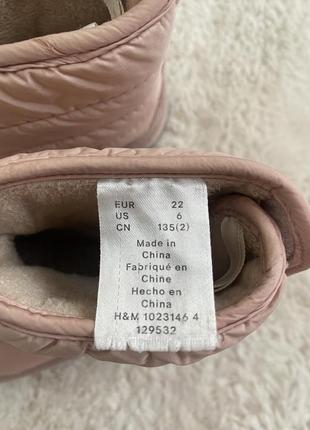 EUR 22
US 6
CN 135(2)
Made in
China
Fabriqué en
Chine
Hecho en
China
H&M 1023146 4
129532